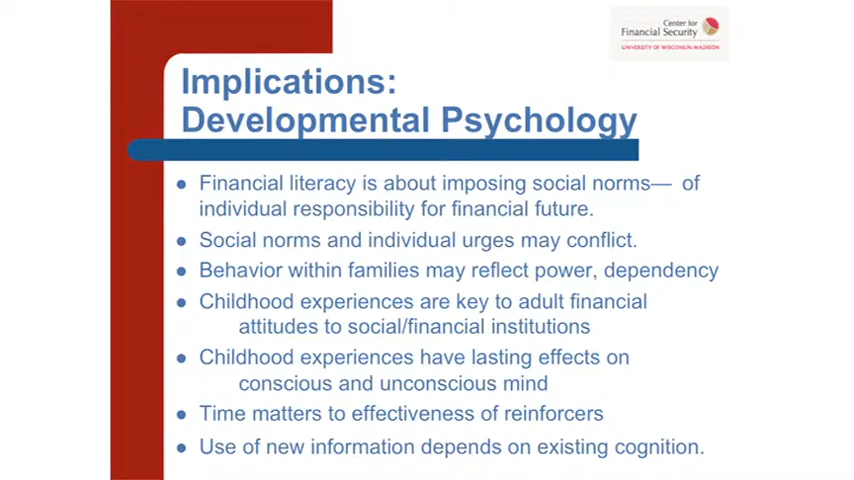 Center for
Financial Security
UNIVERSITY OF WISCONSIN-MADISON
Implications:
Developmental Psychology
● Financial literacy is about imposing social norms— of
individual responsibility for financial future.
● Social norms and individual urges may conflict.
● Behavior within families may reflect power, dependency
● Childhood experiences are key to adult financial
attitudes to social/financial institutions
● Childhood experiences have lasting effects on
conscious and unconscious mind
● Time matters to effectiveness of reinforcers
● Use of new information depends on existing cognition.